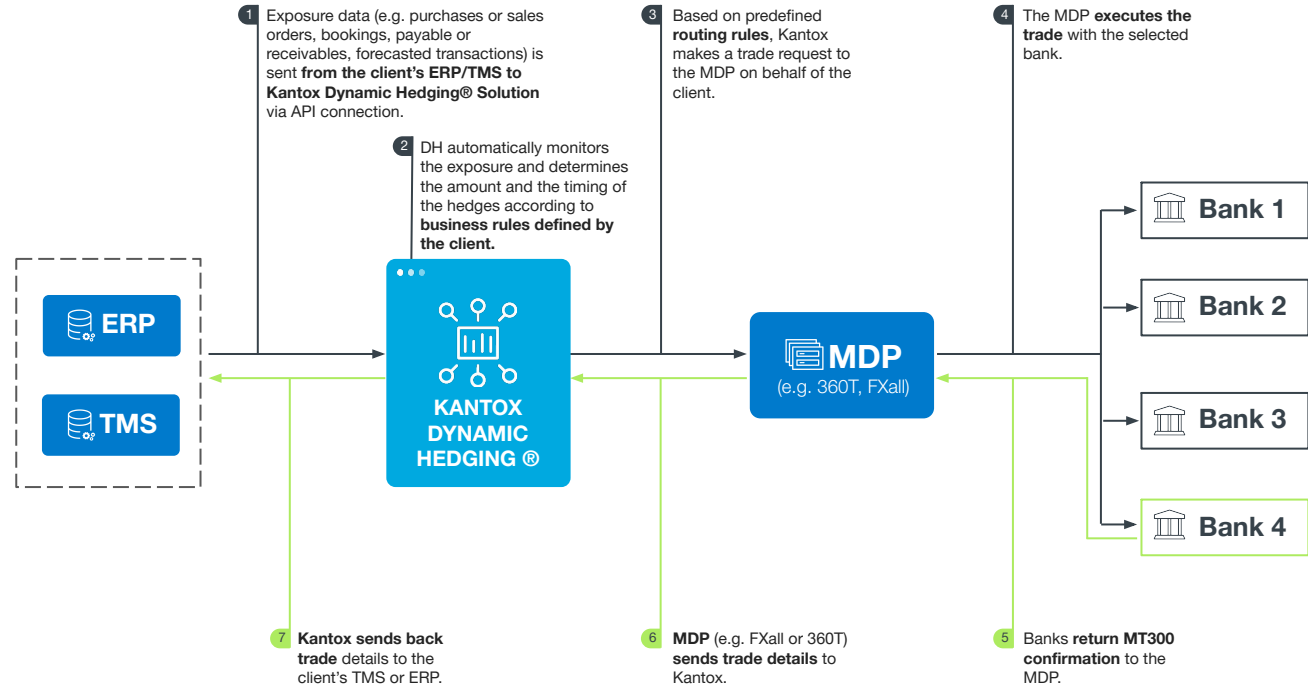 1 Exposure data (e.g. purchases or sales
orders, bookings, payable or
receivables, forecasted transactions) is
sent from the client's ERP/TMS to
Kantox Dynamic Hedging® Solution
via API connection.
2 DH automatically monitors
the exposure and determines
the amount and the timing of
the hedges according to
business rules defined by
the client.
3 Based on predefined
routing rules, Kantox
makes a trade request to
the MDP on behalf of the
client.
4 The MDP executes the
trade with the selected
bank.
ERP
TMS
KANTOX
DYNAMIC
HEDGING ®
MDP
(e.g. 360T, FXall)
Bank 1
Bank 2
Bank 3
Bank 4
7 Kantox sends back
trade details to the
client's TMS or ERP.
6 MDP (e.g. FXall or 360T)
sends trade details to
Kantox.
5 Banks return MT300
confirmation to the
MDP.